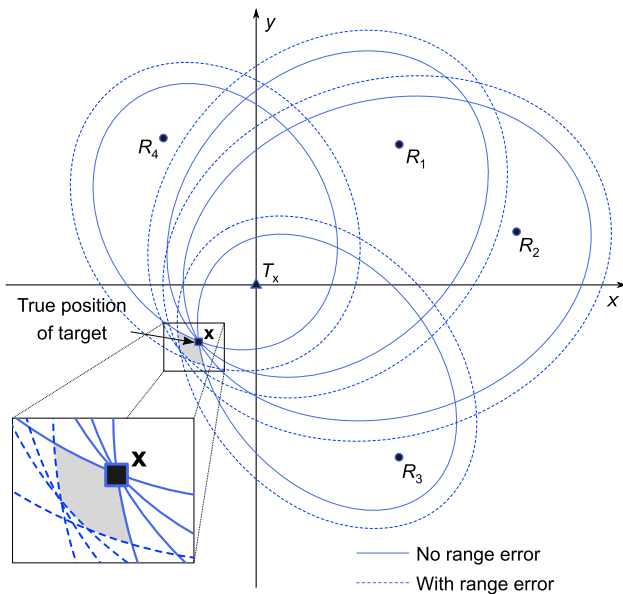 y
R4
R1
R2
Tx
x
True position
of target
x
x
R3
No range error
With range error